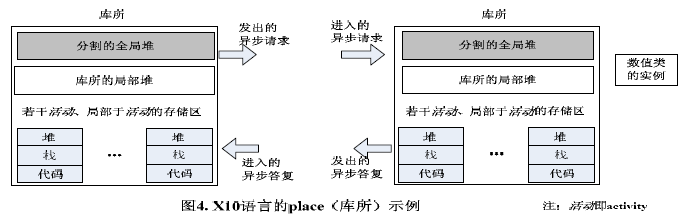 库所
分割的全局堆
库所的局部堆
若干活动、局部于活动的存储区
堆
栈
代码
...
堆
栈
代码
发出的
异步请求
进入的
异步答复
进入的
异步请求
发出的
异步答复
库所
分割的全局堆
库所的局部堆
若干活动、局部于活动的存储区
堆
栈
代码
...
堆
栈
代码
数值类
的实例
图4. X10语言的place（库所）示例
注：活动即activity